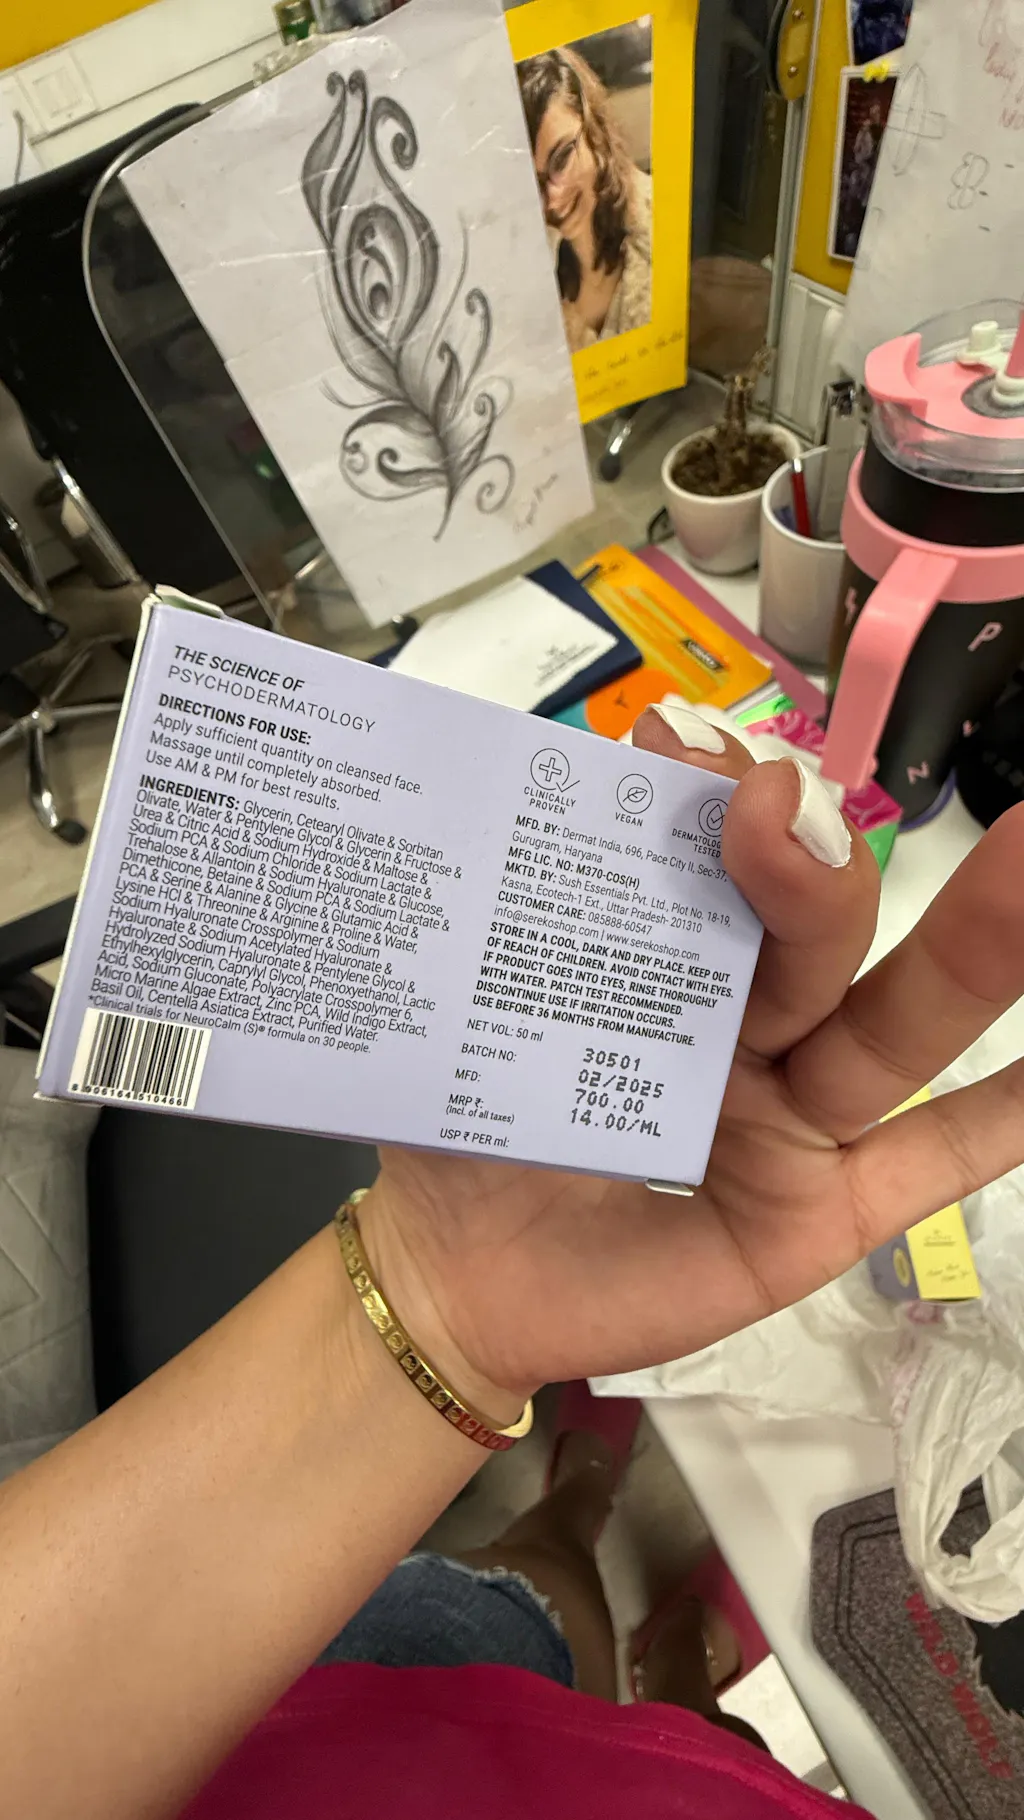 THE SCIENCE OF
PSYCHODERMATOLOGY
DIRECTIONS FOR USE:
Apply sufficient quantity on cleansed face.
Massage until completely absorbed.
Use AM & PM for best results.
INGREDIENTS: Glycerin, Cetearyl Olivate & Sorbitan
Olivate, Water & Pentylene Glycol & Glycerin & Fructose &
Urea & Citric Acid & Sodium Hydroxide & Maltose &
Sodium PCA & Sodium Chloride & Sodium Lactate &
Trehalose & Allantoin & Sodium Hyaluronate & Glucose,
Dimethicone, Betaine & Sodium PCA & Sodium Lactate &
PCA & Serine & Alanine & Glycine & Glutamic Acid &
Lysine HCl & Threonine & Arginine & Proline & Water,
Sodium Hyaluronate Crosspolymer & Sodium
Hyaluronate & Sodium Acetylated Hyaluronate &
Hydrolyzed Sodium Hyaluronate & Pentylene Glycol &
Ethylhexylglycerin, Caprylyl Glycol, Phenoxyethanol, Lactic
Acid, Sodium Gluconate, Polyacrylate Crosspolymer 6,
Micro Marine Algae Extract, Zinc PCA, Wild Indigo Extract,
Basil Oil, Centella Asiatica Extract, Purified Water.
*Clinical trials for NeuroCalm (S)® formula on 30 people.
8 906164 510466
CLINICALLY
PROVEN
VEGAN
DERMATOLOG
TESTED
MFD. BY: Dermat India, 696, Pace City II, Sec-37,
Gurugram, Haryana
MFG LIC. NO: M370-COS(H)
MKTD. BY: Sush Essentials Pvt. Ltd., Plot No. 18-19,
Kasna, Ecotech-1 Ext., Uttar Pradesh- 201310
CUSTOMER CARE: 085888-60547
info@serekoshop.com | www.serekoshop.com
STORE IN A COOL, DARK AND DRY PLACE. KEEP OUT
OF REACH OF CHILDREN. AVOID CONTACT WITH EYES.
IF PRODUCT GOES INTO EYES, RINSE THOROUGHLY
WITH WATER. PATCH TEST RECOMMENDED.
DISCONTINUE USE IF IRRITATION OCCURS.
USE BEFORE 36 MONTHS FROM MANUFACTURE.
NET VOL: 50 ml
BATCH NO: 30501
MFD: 02/2025
MRP ₹: 700.00
(Incl. of all taxes)
USP ₹ PER ml: 14.00/ML
P
N
WILD WOLF